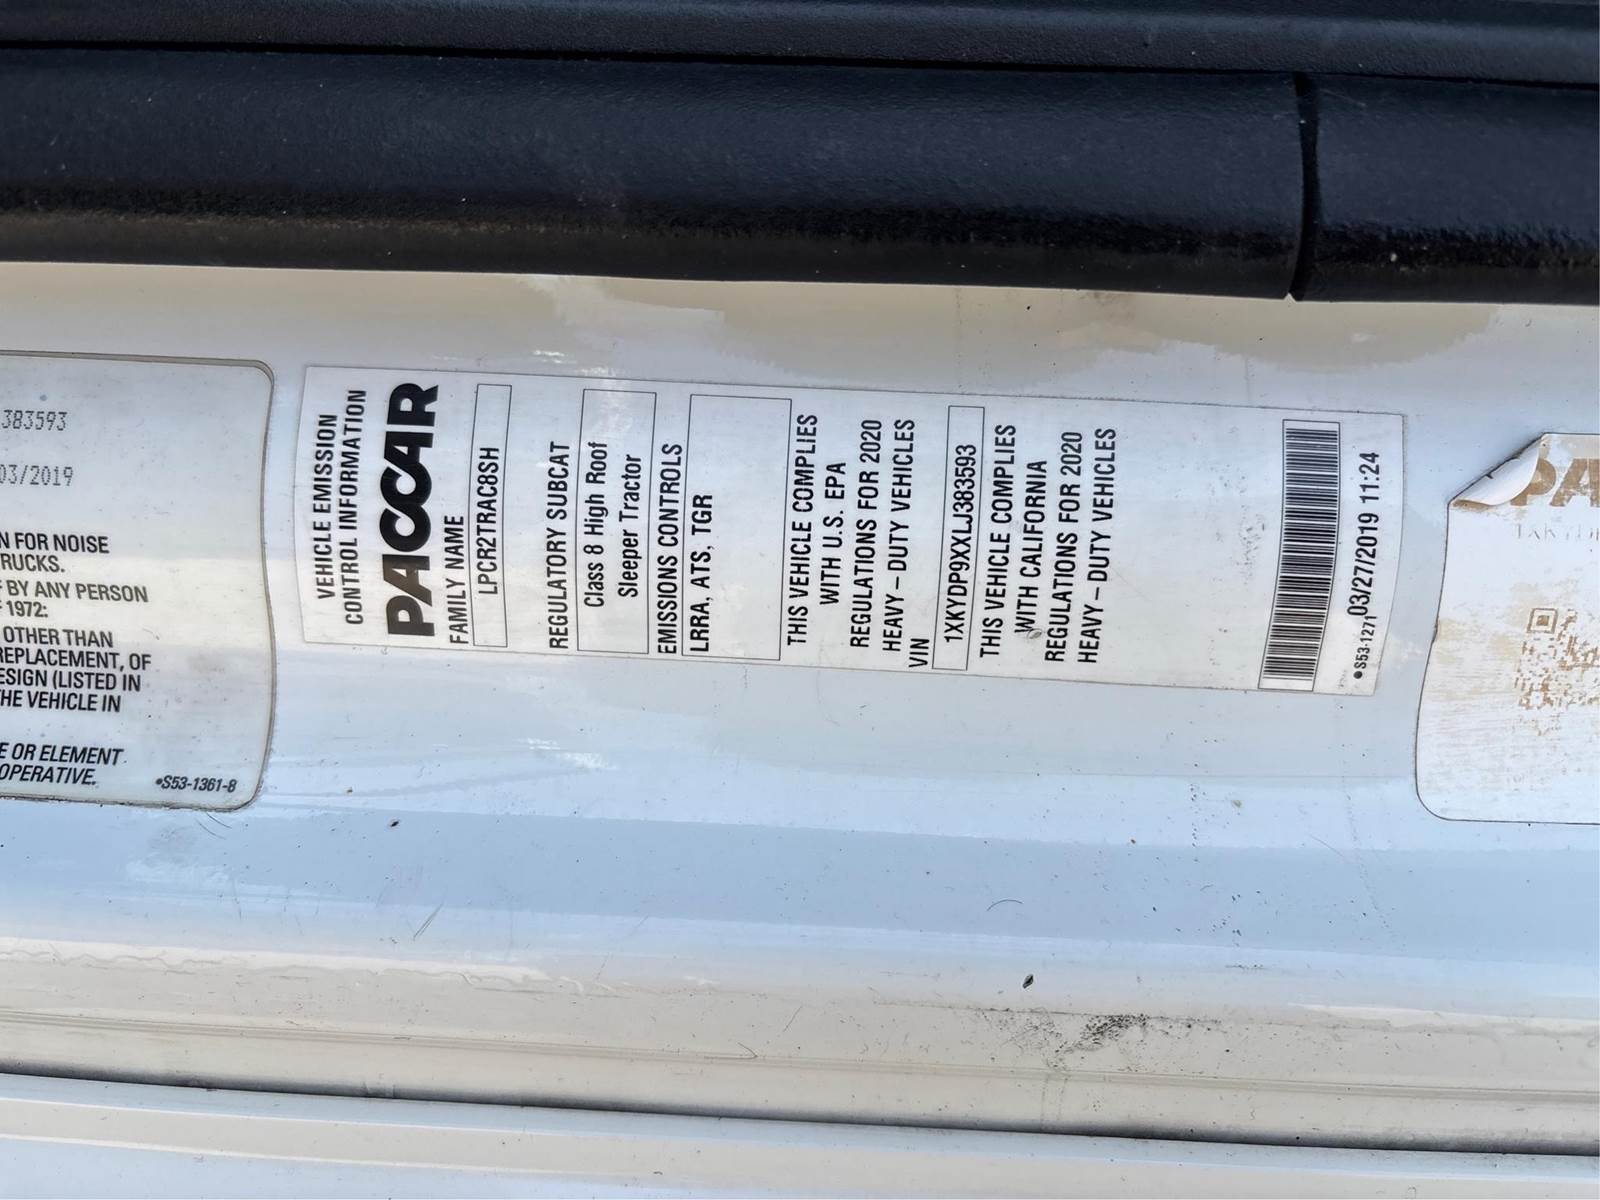 383593
03/2019
N FOR NOISE
RUCKS.
BY ANY PERSON
1972:
OTHER THAN
REPLACEMENT, OF
ESIGN (LISTED IN
HE VEHICLE IN
E OR ELEMENT
OPERATIVE.
•S53-1361-8
VEHICLE EMISSION
CONTROL INFORMATION
PACCAR
FAMILY NAME
LPCR2TRAC8SH
REGULATORY SUBCAT
Class 8 High Roof
Sleeper Tractor
EMISSIONS CONTROLS
LRRA, ATS, TGR
THIS VEHICLE COMPLIES
WITH U.S. EPA
REGULATIONS FOR 2020
HEAVY – DUTY VEHICLES
VIN
1XKYDP9XXLJ383593
THIS VEHICLE COMPLIES
WITH CALIFORNIA
REGULATIONS FOR 2020
HEAVY – DUTY VEHICLES
•S53-1271 03/27/2019 11:24
PA